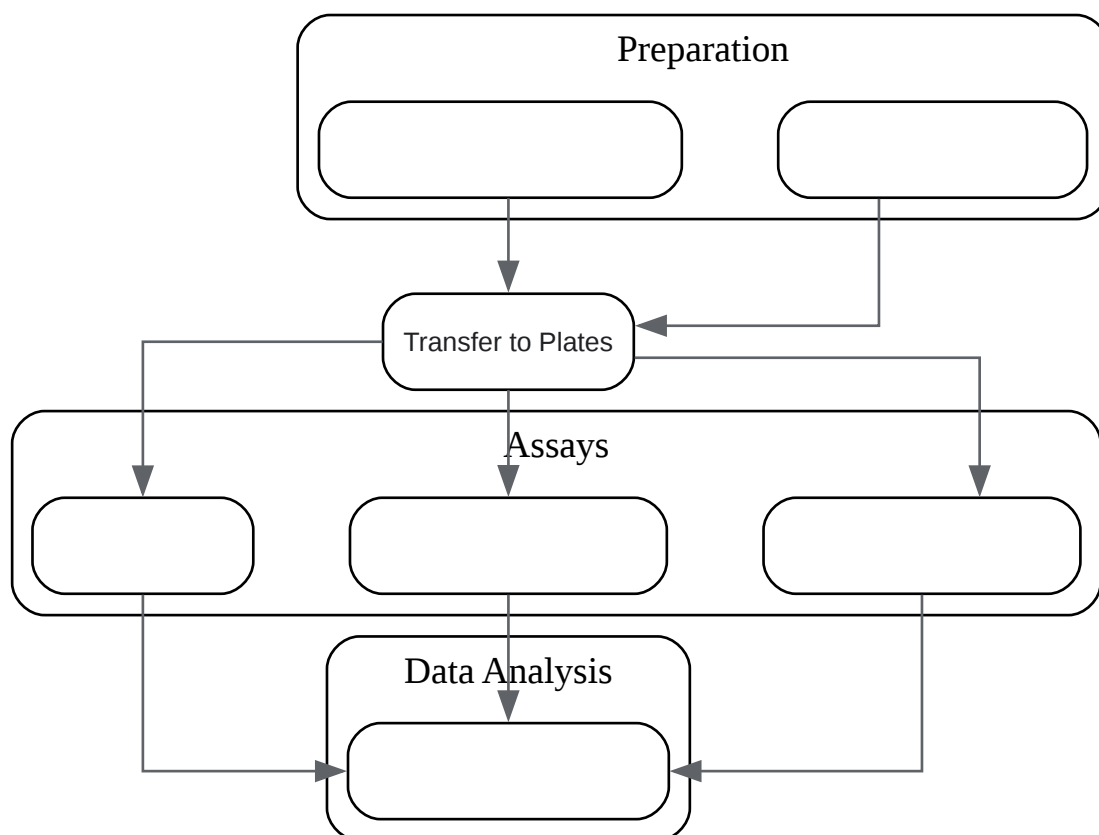 Preparation
Transfer to Plates
Assays
Data Analysis